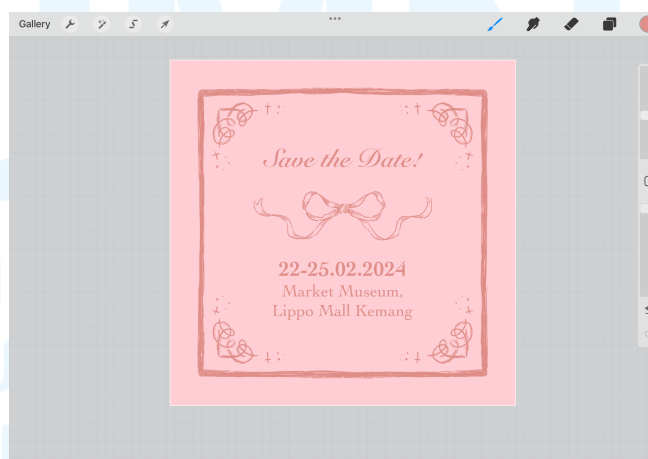 Gallery
Save the Date!
22-25.02.2024
Market Museum,
Lippo Mall Kemang